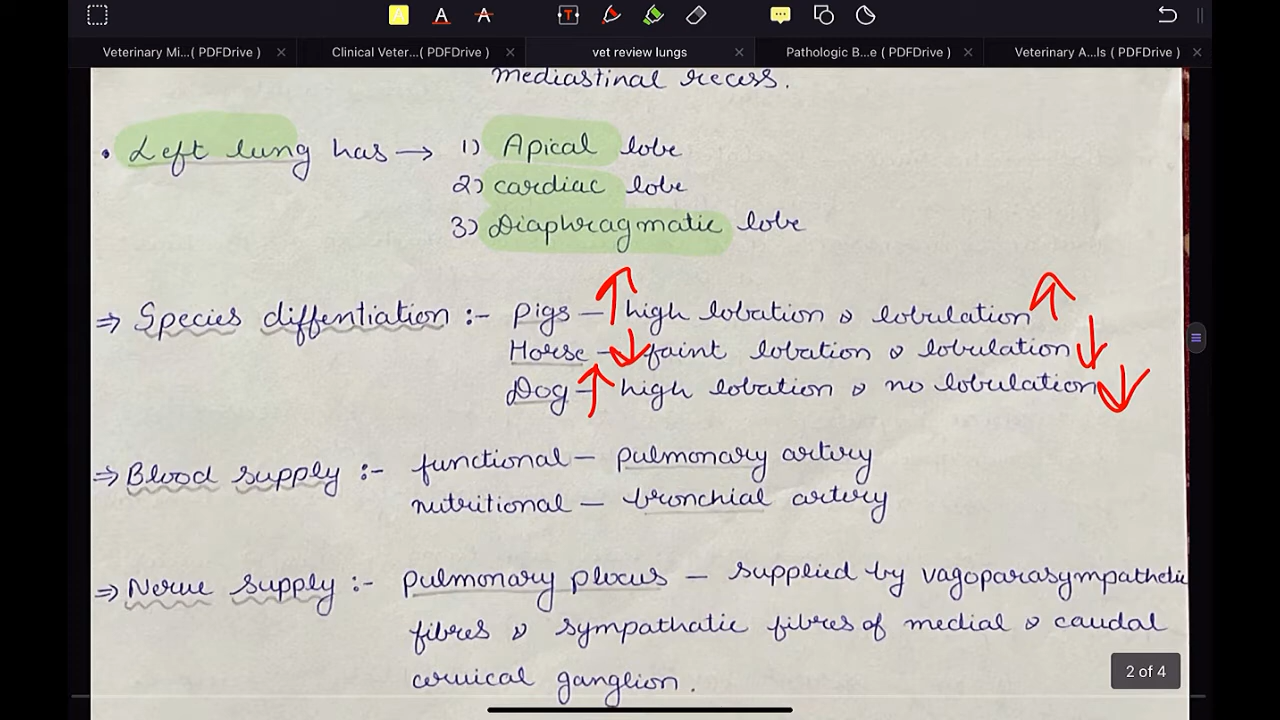 A A A T
Veterinary Mi...( PDFDrive ) × Clinical Veter...( PDFDrive ) × vet review lungs × Pathologic B...e ( PDFDrive ) × Veterinary A...ls ( PDFDrive ) ×
mediastinal recess.
• Left lung has → 1) Apical lobe
2) cardiac lobe
3) Diaphragmatic lobe
⇒ Species diffentiation :- Pigs – high lobation & lobulation
Horse – faint lobation & lobulation
Dog – high lobation & no lobulation
⇒ Blood supply :- functional – pulmonary artery
nutritional – bronchial artery
⇒ Nerve supply :- pulmonary plexus – supplied by vagoparasympathetic
fibres & sympathatic fibres of medial & caudal
cervical ganglion.
2 of 4